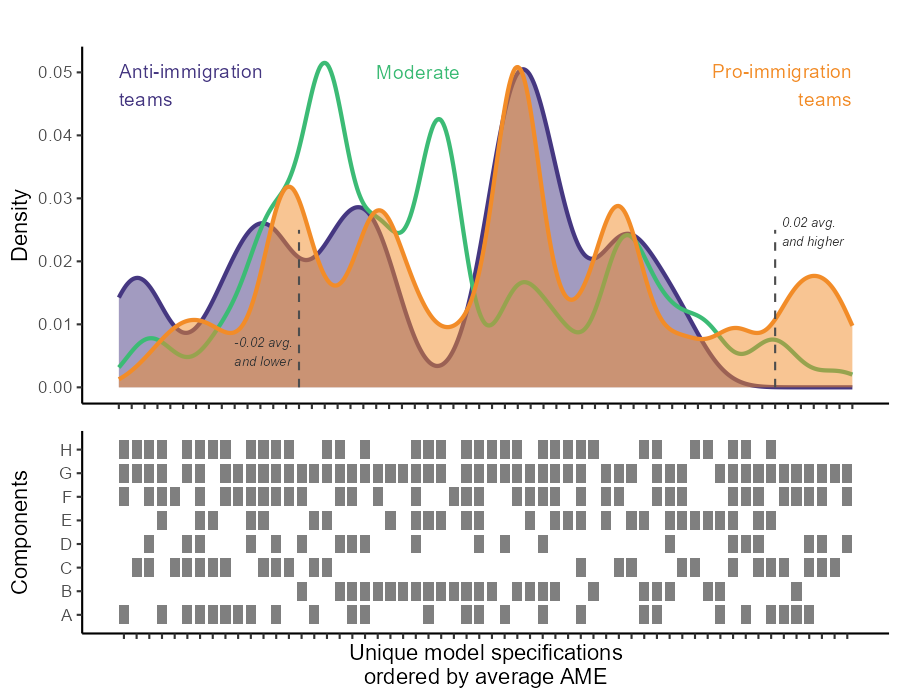 Anti-immigration
teams
Moderate
Pro-immigration
teams
0.05
0.04
0.03
0.02
0.01
0.00
Density
-0.02 avg.
and lower
0.02 avg.
and higher
H
G
F
E
D
C
B
A
Components
Unique model specifications
ordered by average AME